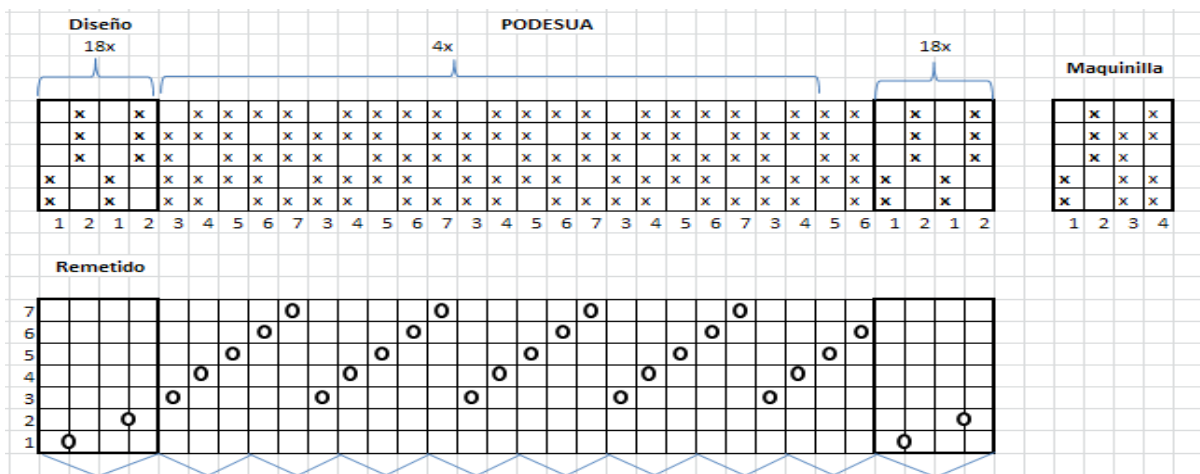 Diseño PODESUA
18x 4x 18x
Maquinilla
x x x x x x x x x x x x x x x x x x x x x x x x x
x x x x x x x x x x x x x x x x x x x x x x x x x x
x x x x x x x x x x x x x x x x x x x x x x x x x
x x x x x x x x x x x x x x x x x x x x x x x x x x x
x x x x x x x x x x x x x x x x x x x x x x x x x x
1 2 1 2 3 4 5 6 7 3 4 5 6 7 3 4 5 6 7 3 4 5 6 7 3 4 5 6 1 2 1 2 1 2 3 4
Remetido
7 O O O O
6 O O O O O
5 O O O O O
4 O O O O O
3 O O O O O
2 O O
1 O O